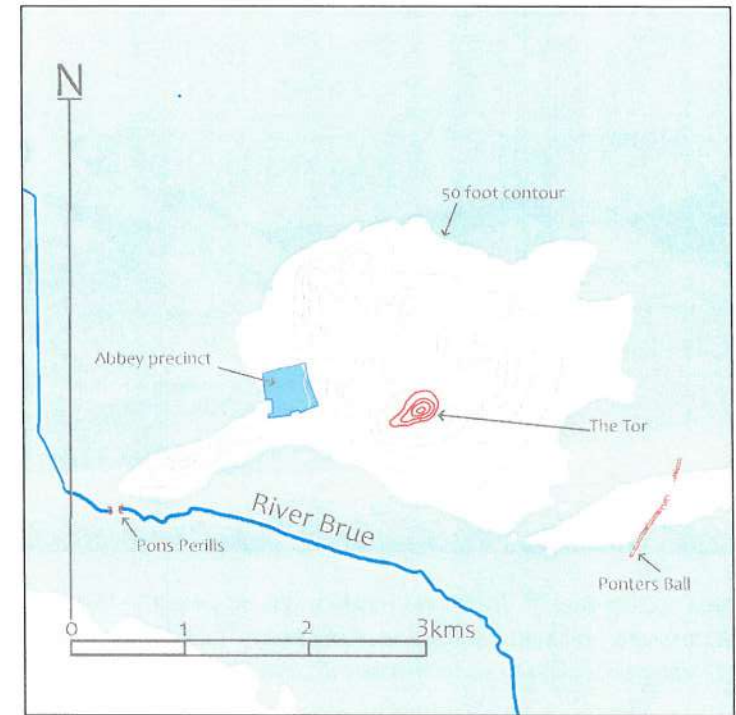 N
50 foot contour
Abbey precinct
The Tor
River Brue
Pons Perilis
Ponters Ball
0 1 2 3kms